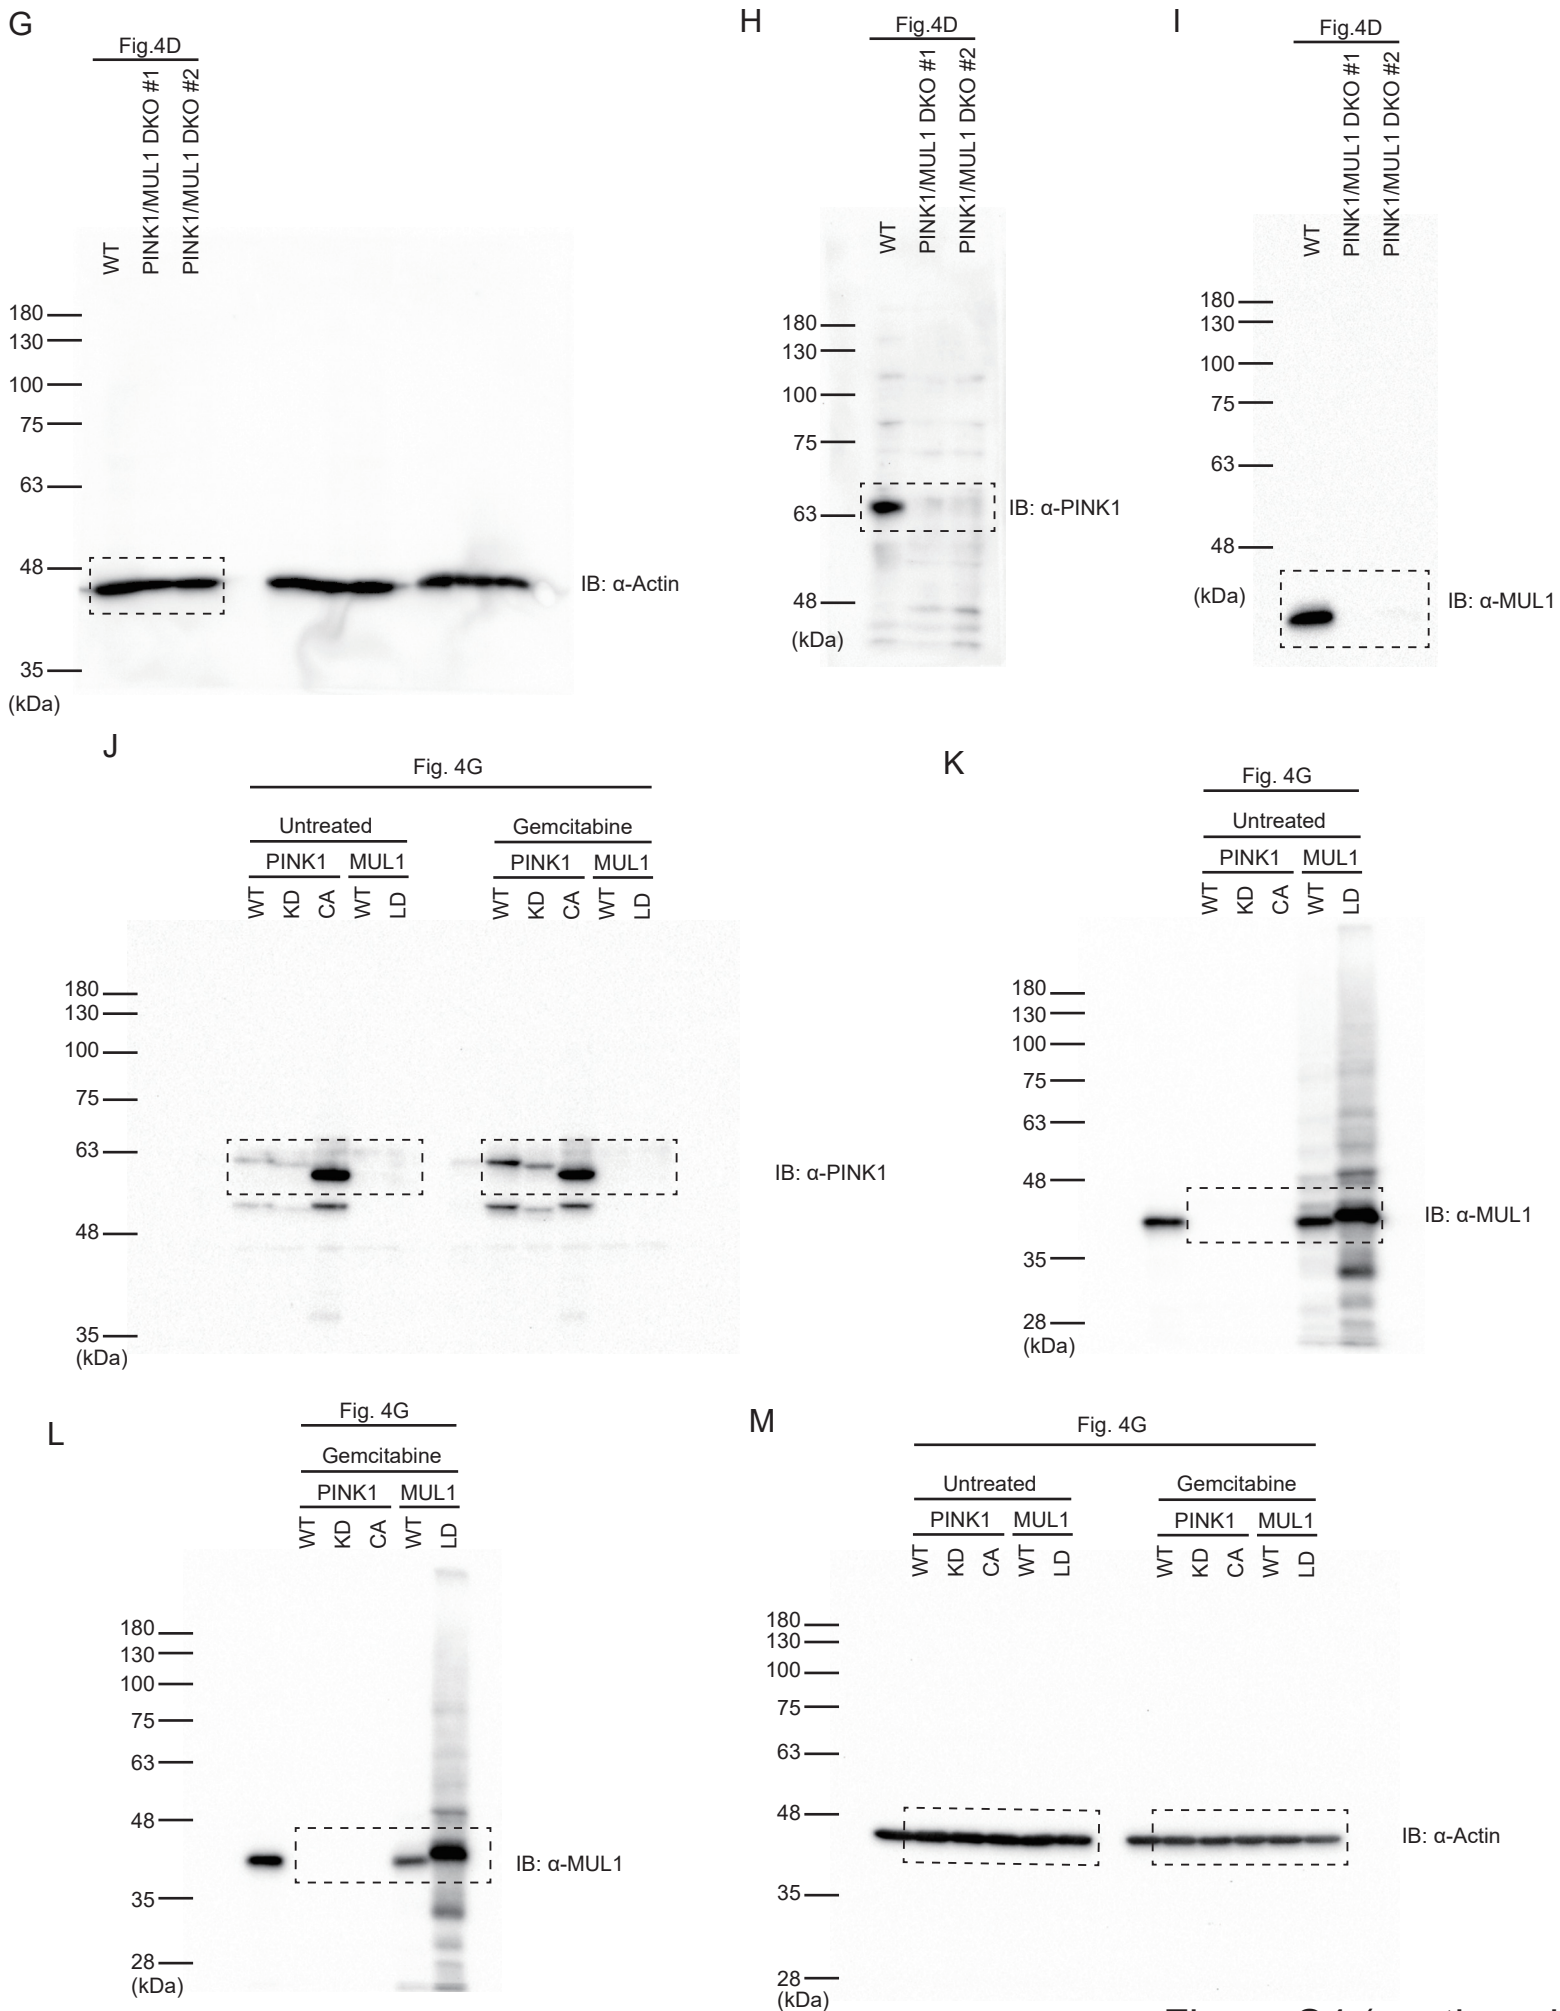 G
Fig.4D
WT
PINK1/MUL1 DKO #1
PINK1/MUL1 DKO #2
180
130
100
75
63
48
35
(kDa)
IB: α-Actin
H
Fig.4D
WT
PINK1/MUL1 DKO #1
PINK1/MUL1 DKO #2
180
130
100
75
63
48
(kDa)
IB: α-PINK1
I
Fig.4D
WT
PINK1/MUL1 DKO #1
PINK1/MUL1 DKO #2
180
130
100
75
63
48
(kDa)
IB: α-MUL1
J
Fig. 4G
Untreated Gemcitabine
PINK1 MUL1 PINK1 MUL1
WT KD CA WT LD WT KD CA WT LD
180
130
100
75
63
48
35
(kDa)
IB: α-PINK1
K
Fig. 4G
Untreated
PINK1 MUL1
WT KD CA WT LD
180
130
100
75
63
48
35
28
(kDa)
IB: α-MUL1
L
Fig. 4G
Gemcitabine
PINK1 MUL1
WT KD CA WT LD
180
130
100
75
63
48
35
28
(kDa)
IB: α-MUL1
M
Fig. 4G
Untreated Gemcitabine
PINK1 MUL1 PINK1 MUL1
WT KD CA WT LD WT KD CA WT LD
180
130
100
75
63
48
35
28
(kDa)
IB: α-Actin